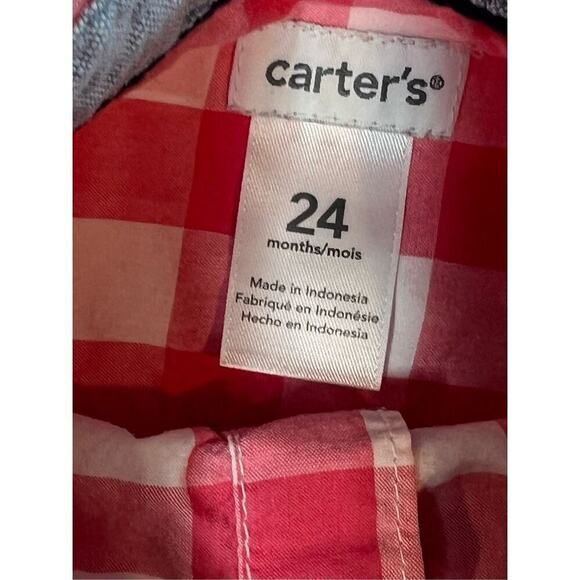 carter's®
24
months/mois
Made in Indonesia
Fabriqué en Indonésie
Hecho en Indonesia